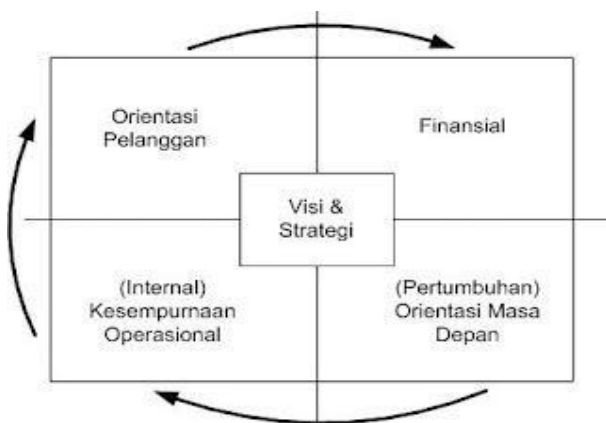 Orientasi
Pelanggan
Finansial
Visi &
Strategi
(Internal)
Kesempurnaan
Operasional
(Pertumbuhan)
Orientasi Masa
Depan